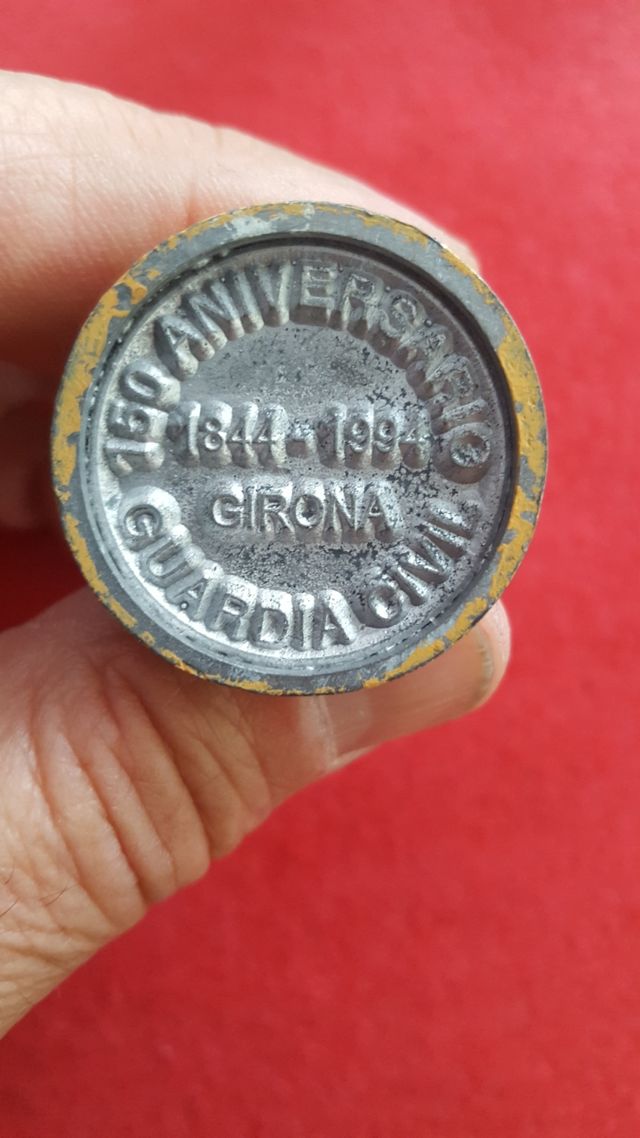 150 ANIVERSARIO
1844 - 1994
GIRONA
GUARDIA CIVIL